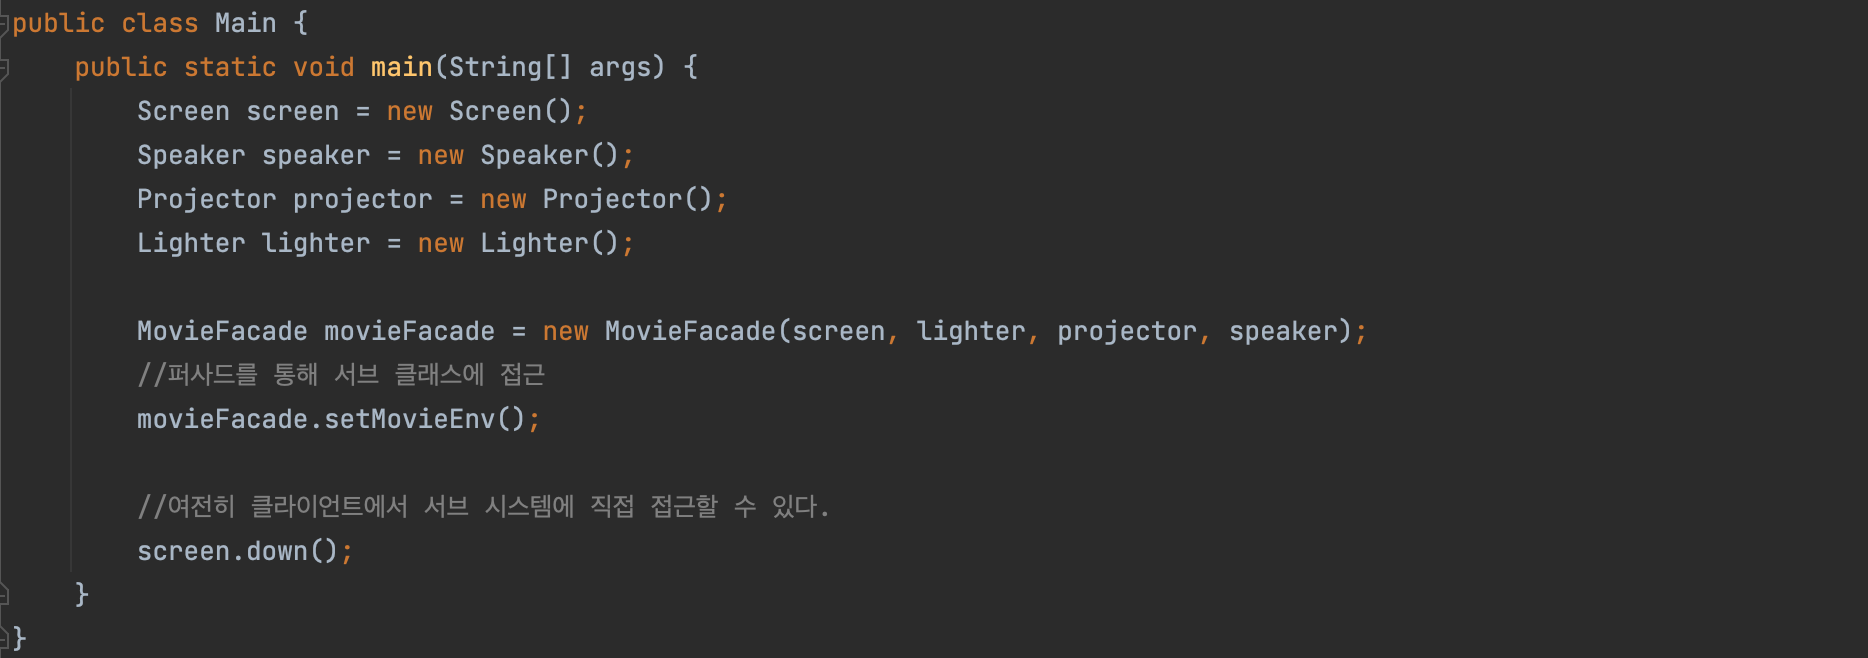 public class Main {
public static void main(String[] args) {
Screen screen = new Screen();
Speaker speaker = new Speaker();
Projector projector = new Projector();
Lighter lighter = new Lighter();
MovieFacade movieFacade = new MovieFacade(screen, lighter, projector, speaker);
//퍼사드를 통해 서브 클래스에 접근
movieFacade.setMovieEnv();
//여전히 클라이언트에서 서브 시스템에 직접 접근할 수 있다.
screen.down();
}
}